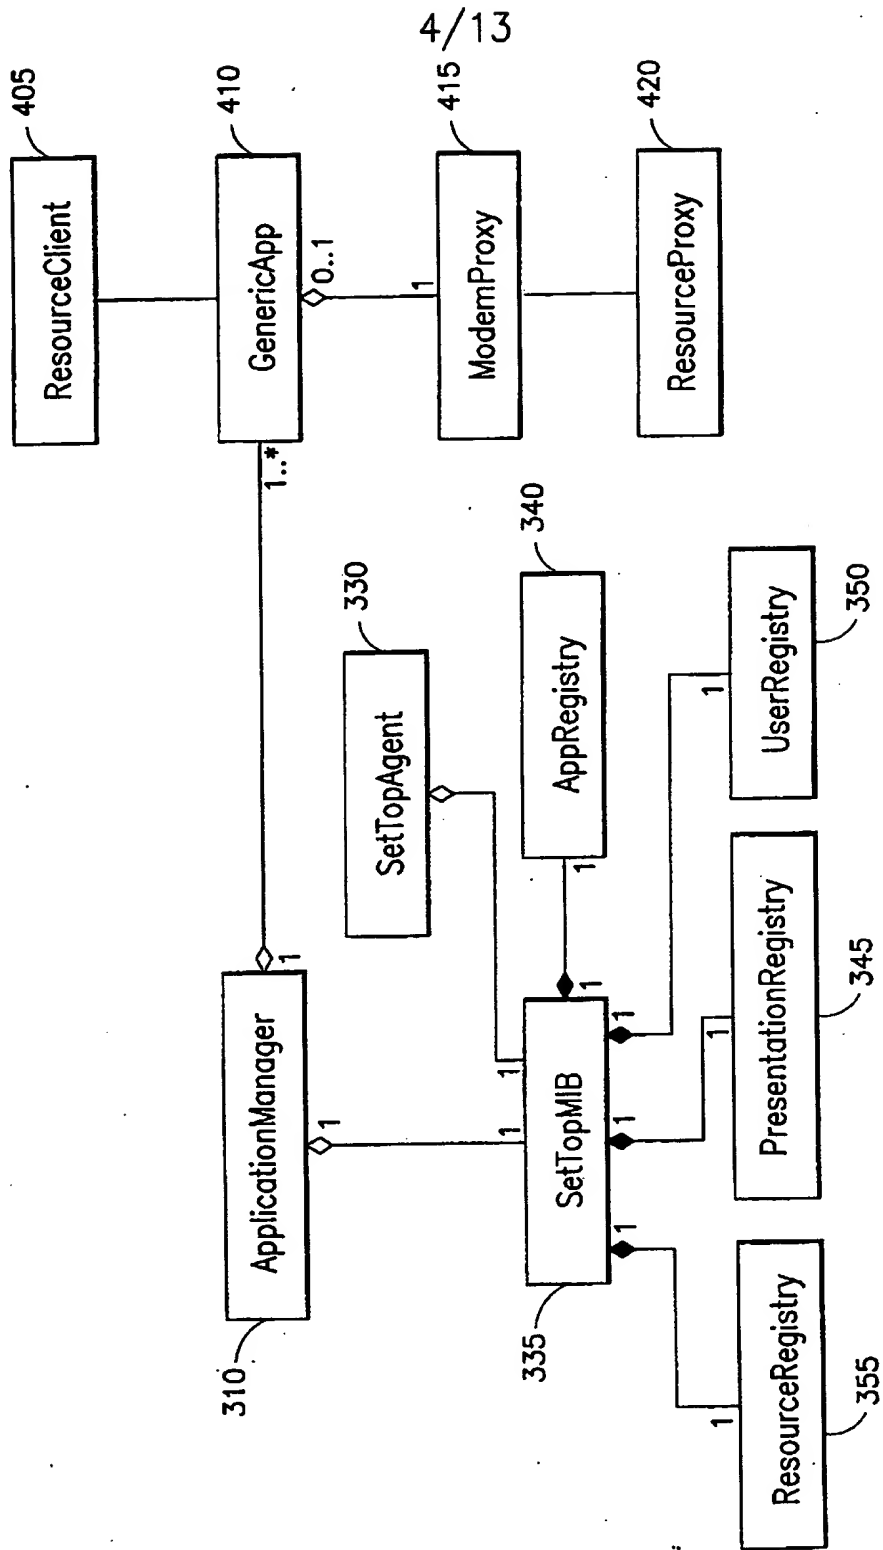 4/13
ResourceClient
405
GenericApp
410
0..1
1
1..*
ModemProxy
415
ResourceProxy
420
ApplicationManager
310
1
1
SetTopAgent
330
AppRegistry
340
1
SetTopMIB
335
1
1
1
1
1
1
UserRegistry
350
1
PresentationRegistry
345
1
ResourceRegistry
355
1